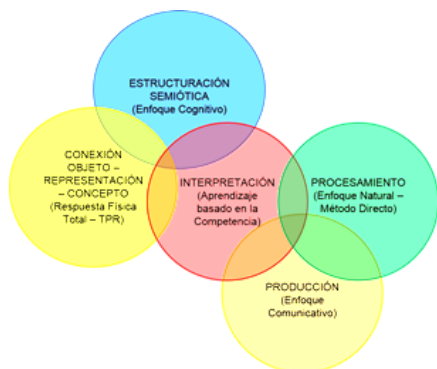 ESTRUCTURACIÓN
SEMIÓTICA
(Enfoque Cognitivo)
CONEXIÓN
OBJETO –
REPRESENTACIÓN
– CONCEPTO
(Respuesta Física
Total – TPR)
INTERPRETACIÓN
(Aprendizaje
basado en la
Competencia)
PROCESAMIENTO
(Enfoque Natural –
Método Directo)
PRODUCCIÓN
(Enfoque
Comunicativo)